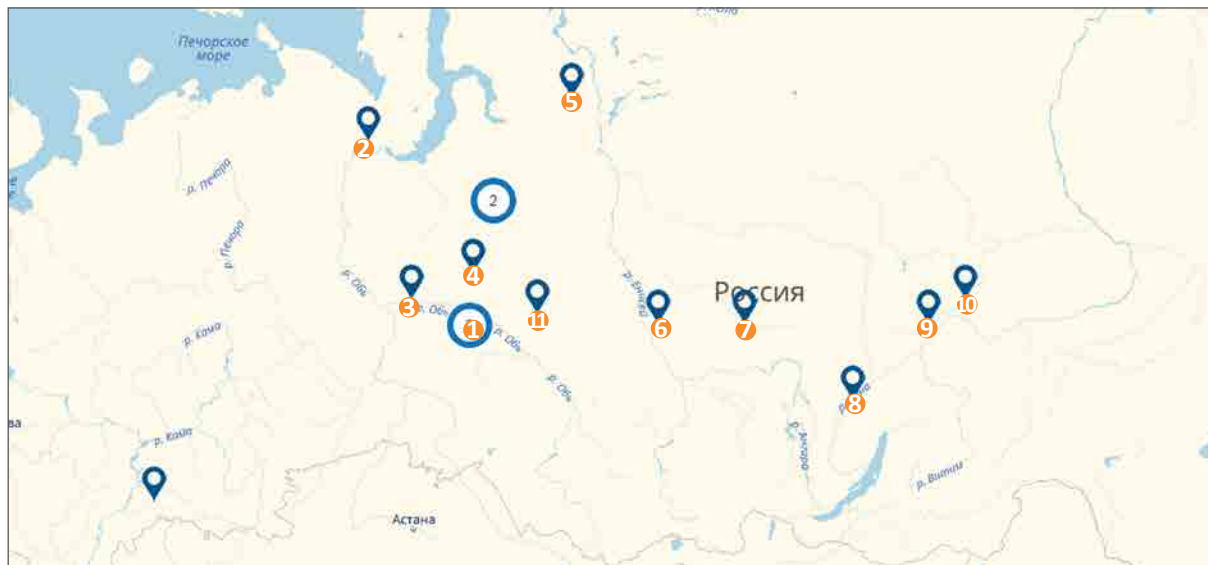 Печорское
море
5
2
р. Печора
2
р. Печора
4
р. Обь
3
р. Обь
11
р. Енисей
6
Россия
7
9
10
1
р. Обь
р. Кама
р. Обь
8
р. Лена
ва
р. Кама
р. Ангара
р. Витим
Астана